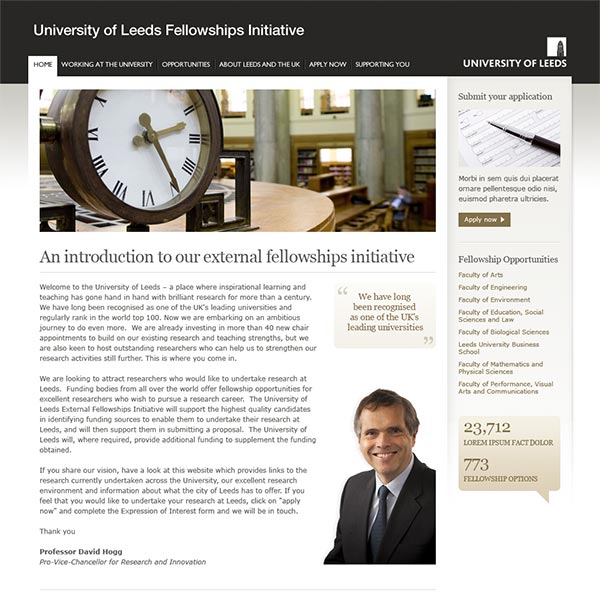 University of Leeds Fellowships Initiative
HOME
WORKING AT THE UNIVERSITY
OPPORTUNITIES
ABOUT LEEDS AND THE UK
APPLY NOW
SUPPORTING YOU
UNIVERSITY OF LEEDS
An introduction to our external fellowships initiative
Welcome to the University of Leeds – a place where inspirational learning and
teaching has gone hand in hand with brilliant research for more than a century.
We have long been recognised as one of the UK's leading universities and
regularly rank in the world top 100. Now we are embarking on an ambitious
journey to do even more.  We are already investing in more than 40 new chair
appointments to build on our existing research and teaching strengths, but we
are also keen to host outstanding researchers who can help us to strengthen our
research activities still further. This is where you come in.
We are looking to attract researchers who would like to undertake research at
Leeds.  Funding bodies from all over the world offer fellowship opportunities for
excellent researchers who wish to pursue a research career.  The University of
Leeds External Fellowships Initiative will support the highest quality candidates
in identifying funding sources to enable them to undertake their research at
Leeds, and will then support them in submitting a proposal.  The University of
Leeds will, where required, provide additional funding to supplement the funding
obtained.
If you share our vision, have a look at this website which provides links to the
research currently undertaken across the University, our excellent research
environment and information about what the city of Leeds has to offer. If you
feel that you would like to undertake your research at Leeds, click on "apply
now" and complete the Expression of Interest form and we will be in touch.
Thank you
Professor David Hogg
Pro-Vice-Chancellor for Research and Innovation
“ We have long
been recognised
as one of the UK's
leading universities ”
Submit your application
Morbi in sem quis dui placerat
ornare pellentesque odio nisi,
euismod pharetra ultricies.
Apply now
Fellowship Opportunities
Faculty of Arts
Faculty of Engineering
Faculty of Environment
Faculty of Education, Social
Sciences and Law
Faculty of Biological Sciences
Leeds University Business
School
Faculty of Mathematics and
Physical Sciences
Faculty of Performance, Visual
Arts and Communications
23,712
LOREM IPSUM FACT DOLOR
773
FELLOWSHIP OPTIONS